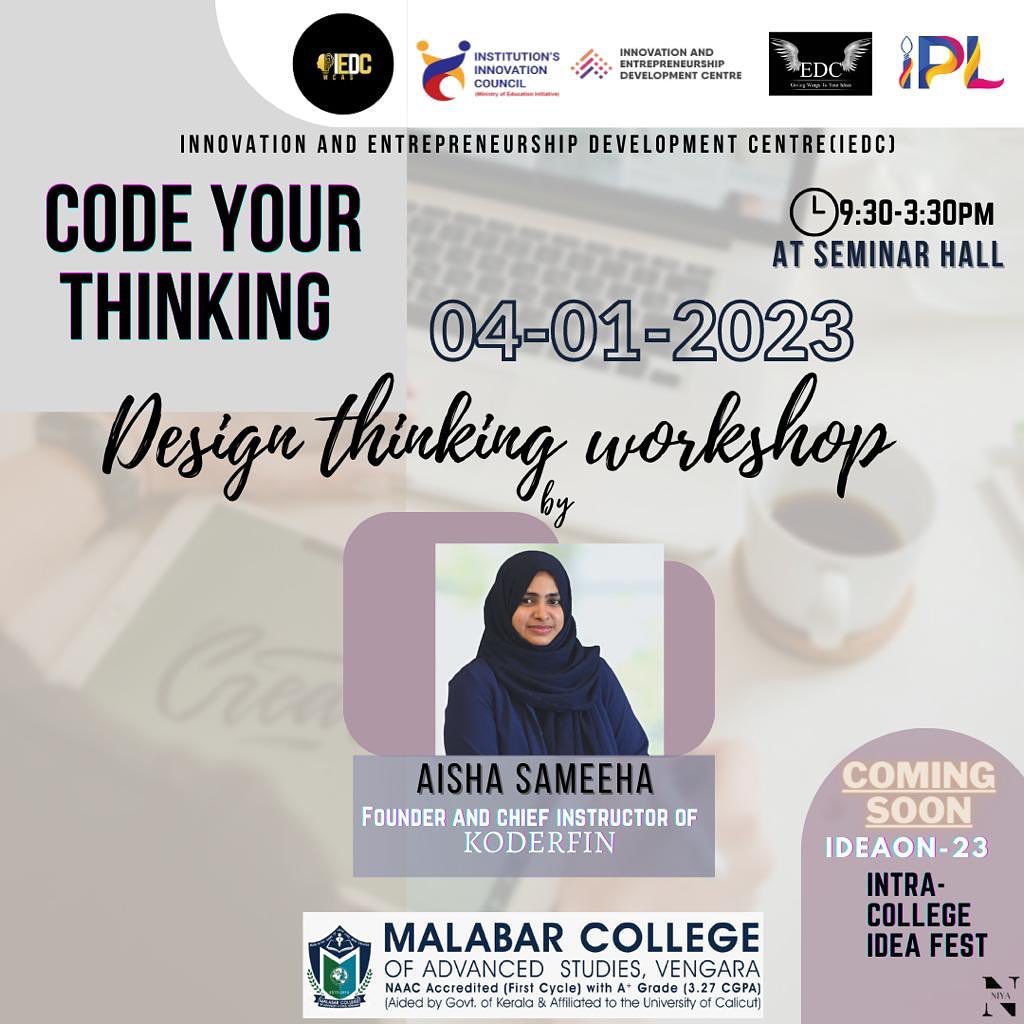 IEDC
MCAS
INSTITUTION'S
INNOVATION
COUNCIL
(Ministry of Education Initiative)
INNOVATION AND
ENTREPRENEURSHIP
DEVELOPMENT CENTRE
EDC
Giving Wings To Your Ideas
iPL
INNOVATION AND ENTREPRENEURSHIP DEVELOPMENT CENTRE(IEDC)
CODE YOUR
THINKING
9:30-3:30PM
AT SEMINAR HALL
04-01-2023
Design thinking workshop
by
Crea
AISHA SAMEEHA
FOUNDER AND CHIEF INSTRUCTOR OF
KODERFIN
COMING
SOON
IDEAON-23
INTRA-
COLLEGE
IDEA FEST
MALABAR COLLEGE
OF ADVANCED STUDIES, VENGARA
NAAC Accredited (First Cycle) with A+ Grade (3.27 CGPA)
(Aided by Govt. of Kerala & Affiliated to the University of Calicut)
MALABAR COLLEGE
N
NIYA